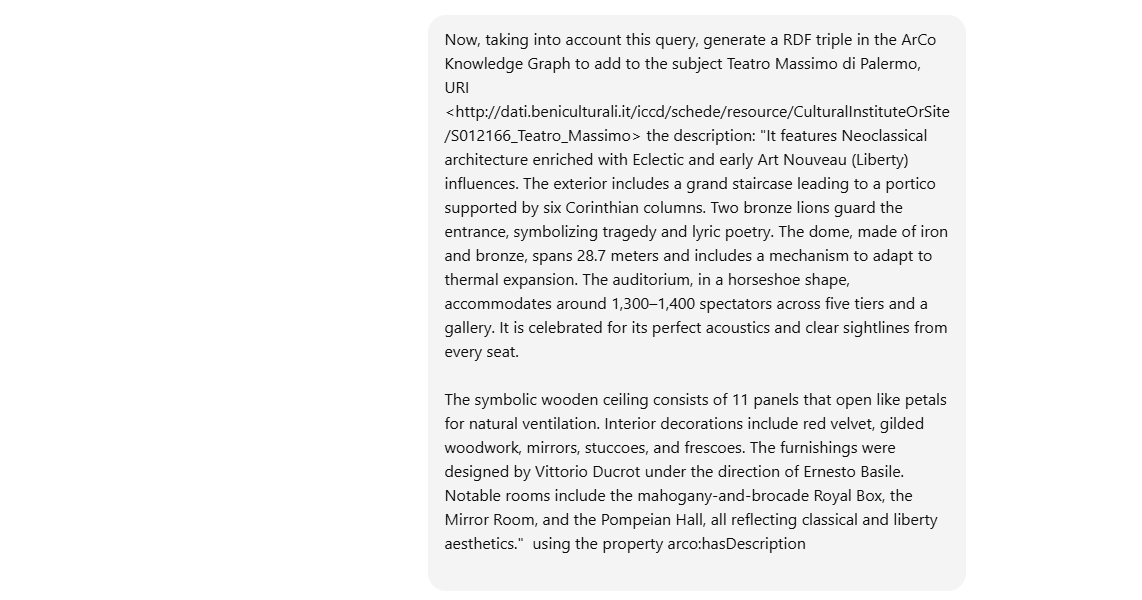 Now, taking into account this query, generate a RDF triple in the ArCo
Knowledge Graph to add to the subject Teatro Massimo di Palermo,
URI
<http://dati.beniculturali.it/iccd/schede/resource/CulturalInstituteOrSite
/S012166_Teatro_Massimo> the description: "It features Neoclassical
architecture enriched with Eclectic and early Art Nouveau (Liberty)
influences. The exterior includes a grand staircase leading to a portico
supported by six Corinthian columns. Two bronze lions guard the
entrance, symbolizing tragedy and lyric poetry. The dome, made of iron
and bronze, spans 28.7 meters and includes a mechanism to adapt to
thermal expansion. The auditorium, in a horseshoe shape,
accommodates around 1,300–1,400 spectators across five tiers and a
gallery. It is celebrated for its perfect acoustics and clear sightlines from
every seat.
The symbolic wooden ceiling consists of 11 panels that open like petals
for natural ventilation. Interior decorations include red velvet, gilded
woodwork, mirrors, stuccoes, and frescoes. The furnishings were
designed by Vittorio Ducrot under the direction of Ernesto Basile.
Notable rooms include the mahogany-and-brocade Royal Box, the
Mirror Room, and the Pompeian Hall, all reflecting classical and liberty
aesthetics."  using the property arco:hasDescription